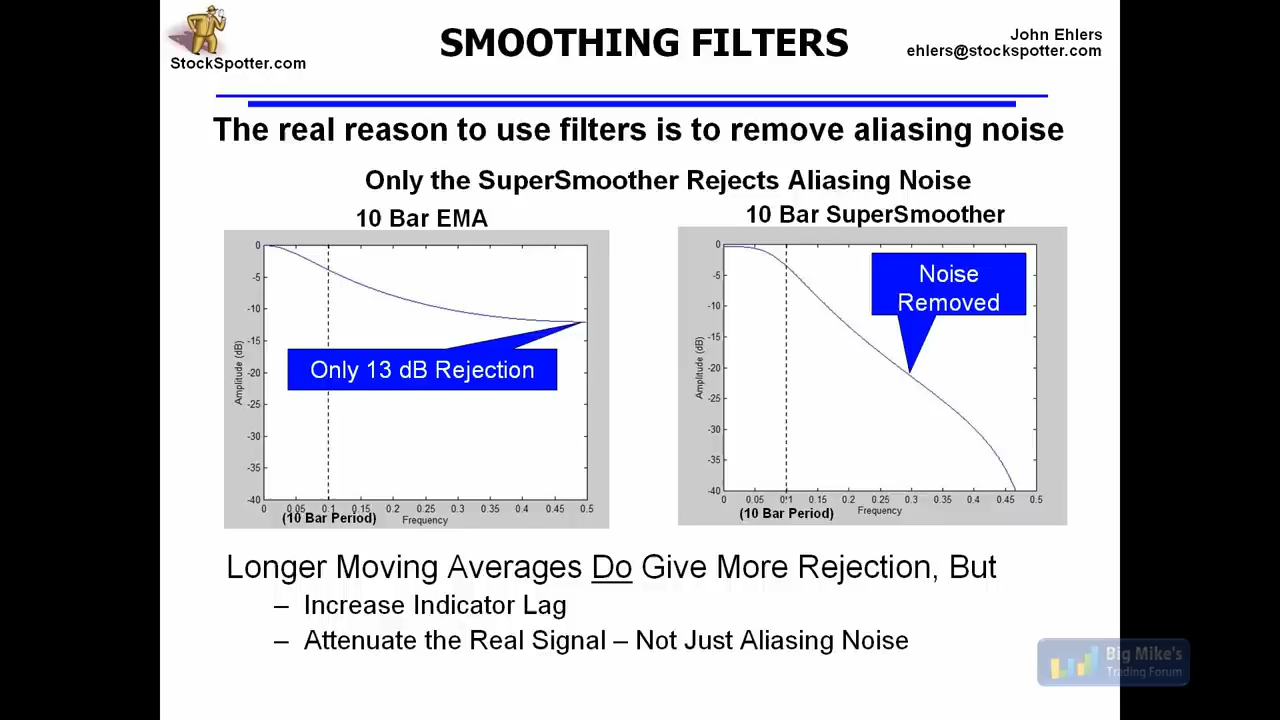 SMOOTHING FILTERS
John Ehlers
ehlers@stockspotter.com
StockSpotter.com
The real reason to use filters is to remove aliasing noise
Only the SuperSmoother Rejects Aliasing Noise
10 Bar EMA
0
-5
-10
-15
-20
-25
-30
-35
-40
Amplitude (dB)
Only 13 dB Rejection
0 0.05 0.1 0.15 0.2 0.25 0.3 0.35 0.4 0.45 0.5
(10 Bar Period)
Frequency
10 Bar SuperSmoother
0
-5
-10
-15
-20
-25
-30
-35
-40
Amplitude (dB)
Noise
Removed
0 0.05 0.1 0.15 0.2 0.25 0.3 0.35 0.4 0.45 0.5
(10 Bar Period)
Frequency
Longer Moving Averages Do Give More Rejection, But
– Increase Indicator Lag
– Attenuate the Real Signal – Not Just Aliasing Noise
Big Mike's
Trading Forum